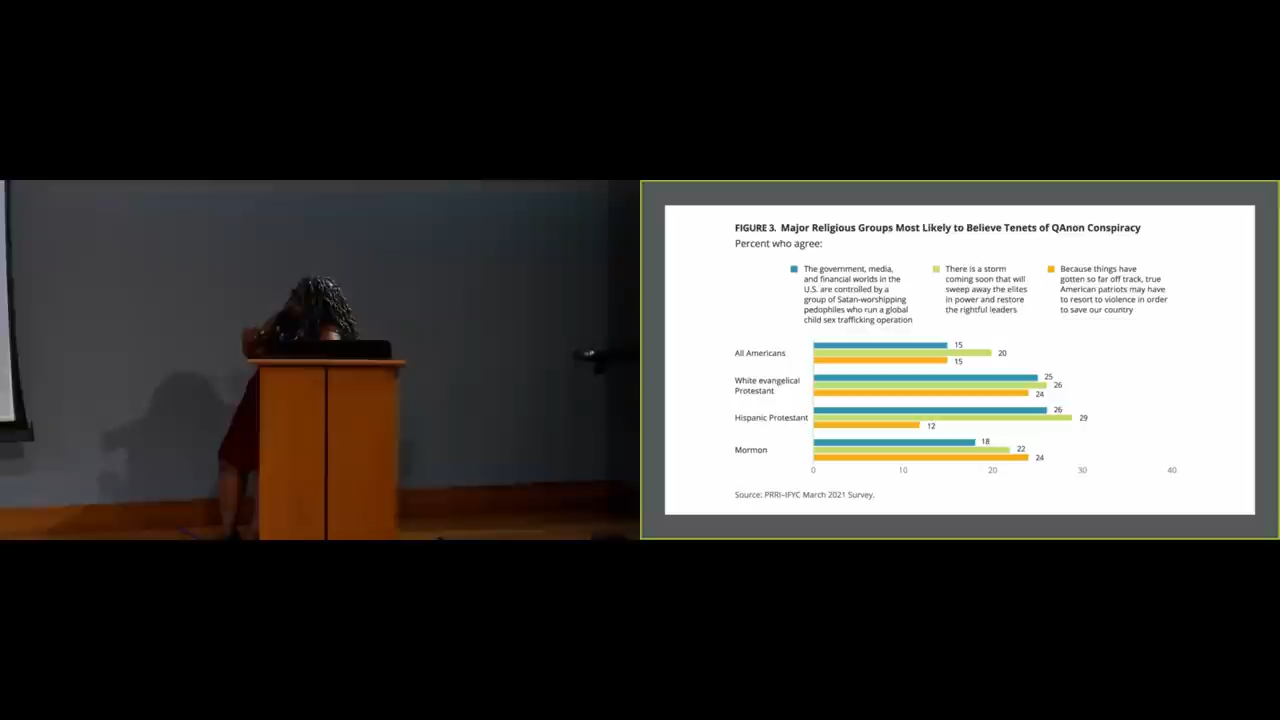 FIGURE 3. Major Religious Groups Most Likely to Believe Tenets of QAnon Conspiracy
Percent who agree:
The government, media,
and financial worlds in the
U.S. are controlled by a
group of Satan-worshipping
pedophiles who run a global
child sex trafficking operation
There is a storm
coming soon that will
sweep away the elites
in power and restore
the rightful leaders
Because things have
gotten so far off track, true
American patriots may have
to resort to violence in order
to save our country
All Americans
15
20
15
White evangelical
Protestant
25
26
24
Hispanic Protestant
26
29
12
Mormon
18
22
24
0 10 20 30 40
Source: PRRI–IFYC March 2021 Survey.